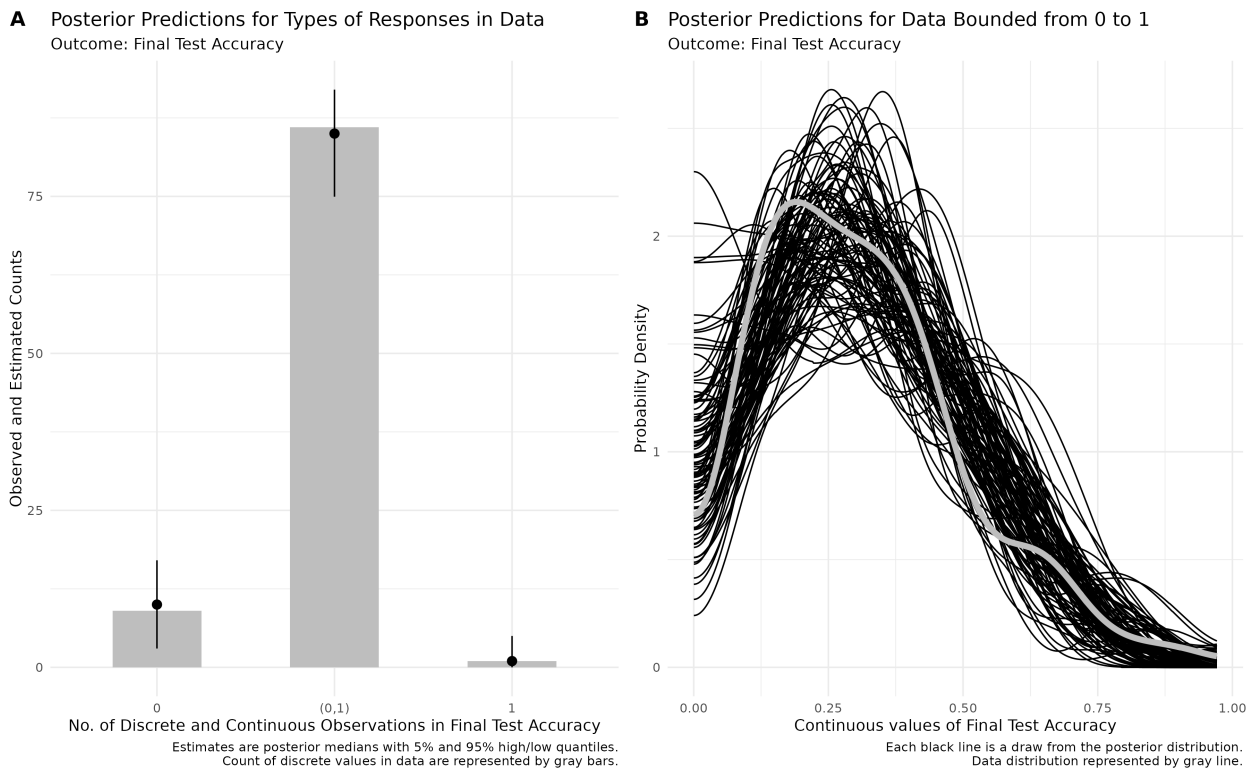 A
Posterior Predictions for Types of Responses in Data
Outcome: Final Test Accuracy
Observed and Estimated Counts
75
50
25
0
0
(0,1)
1
No. of Discrete and Continuous Observations in Final Test Accuracy
Estimates are posterior medians with 5% and 95% high/low quantiles.
Count of discrete values in data are represented by gray bars.
B
Posterior Predictions for Data Bounded from 0 to 1
Outcome: Final Test Accuracy
Probability Density
2
1
0
0.00
0.25
0.50
0.75
1.00
Continuous values of Final Test Accuracy
Each black line is a draw from the posterior distribution.
Data distribution represented by gray line.